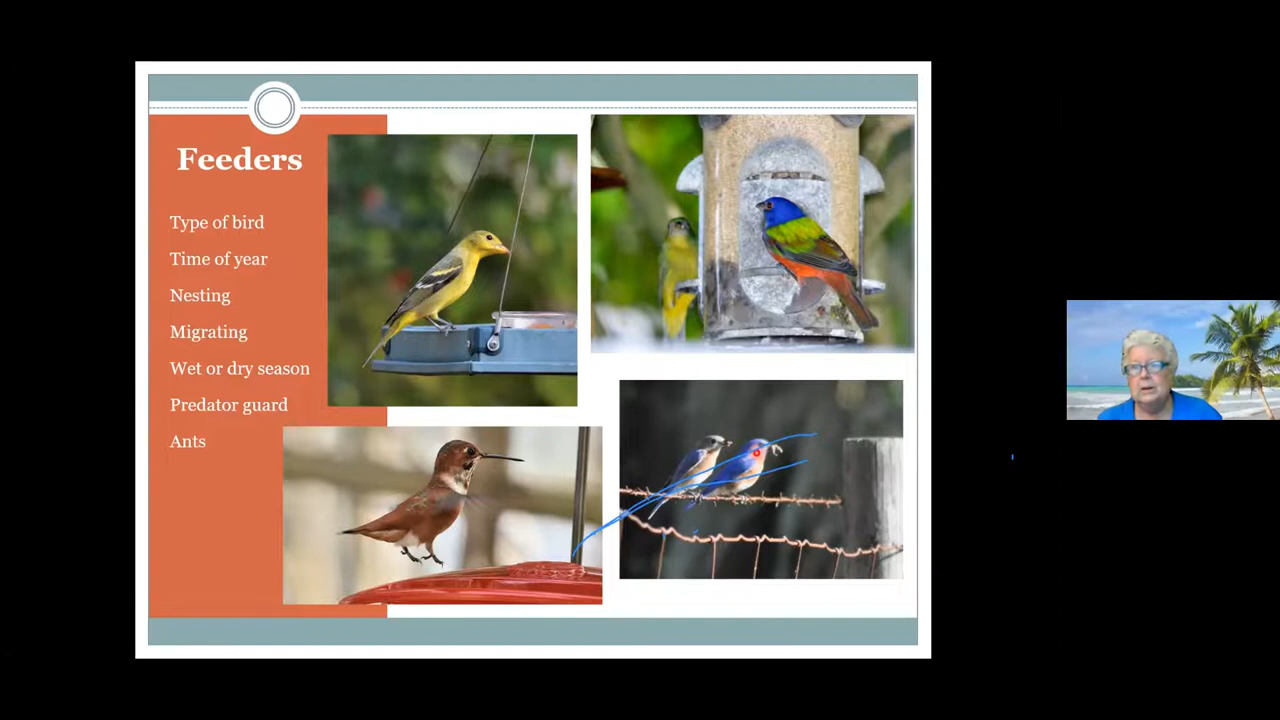 Feeders
Type of bird
Time of year
Nesting
Migrating
Wet or dry season
Predator guard
Ants